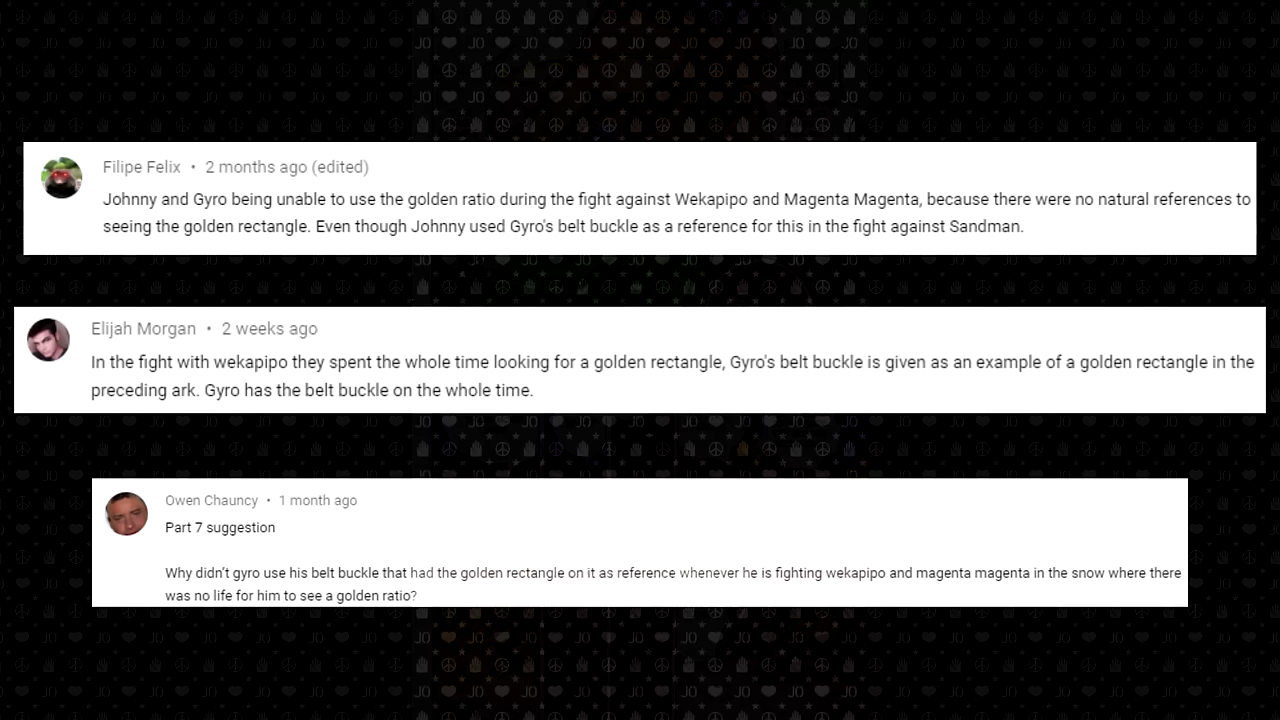 Filipe Felix • 2 months ago (edited)
Johnny and Gyro being unable to use the golden ratio during the fight against Wekapipo and Magenta Magenta, because there were no natural references to
seeing the golden rectangle. Even though Johnny used Gyro's belt buckle as a reference for this in the fight against Sandman.
Elijah Morgan • 2 weeks ago
In the fight with wekapipo they spent the whole time looking for a golden rectangle, Gyro's belt buckle is given as an example of a golden rectangle in the
preceding ark. Gyro has the belt buckle on the whole time.
Owen Chauncy • 1 month ago
Part 7 suggestion
Why didn't gyro use his belt buckle that had the golden rectangle on it as reference whenever he is fighting wekapipo and magenta magenta in the snow where there
was no life for him to see a golden ratio?